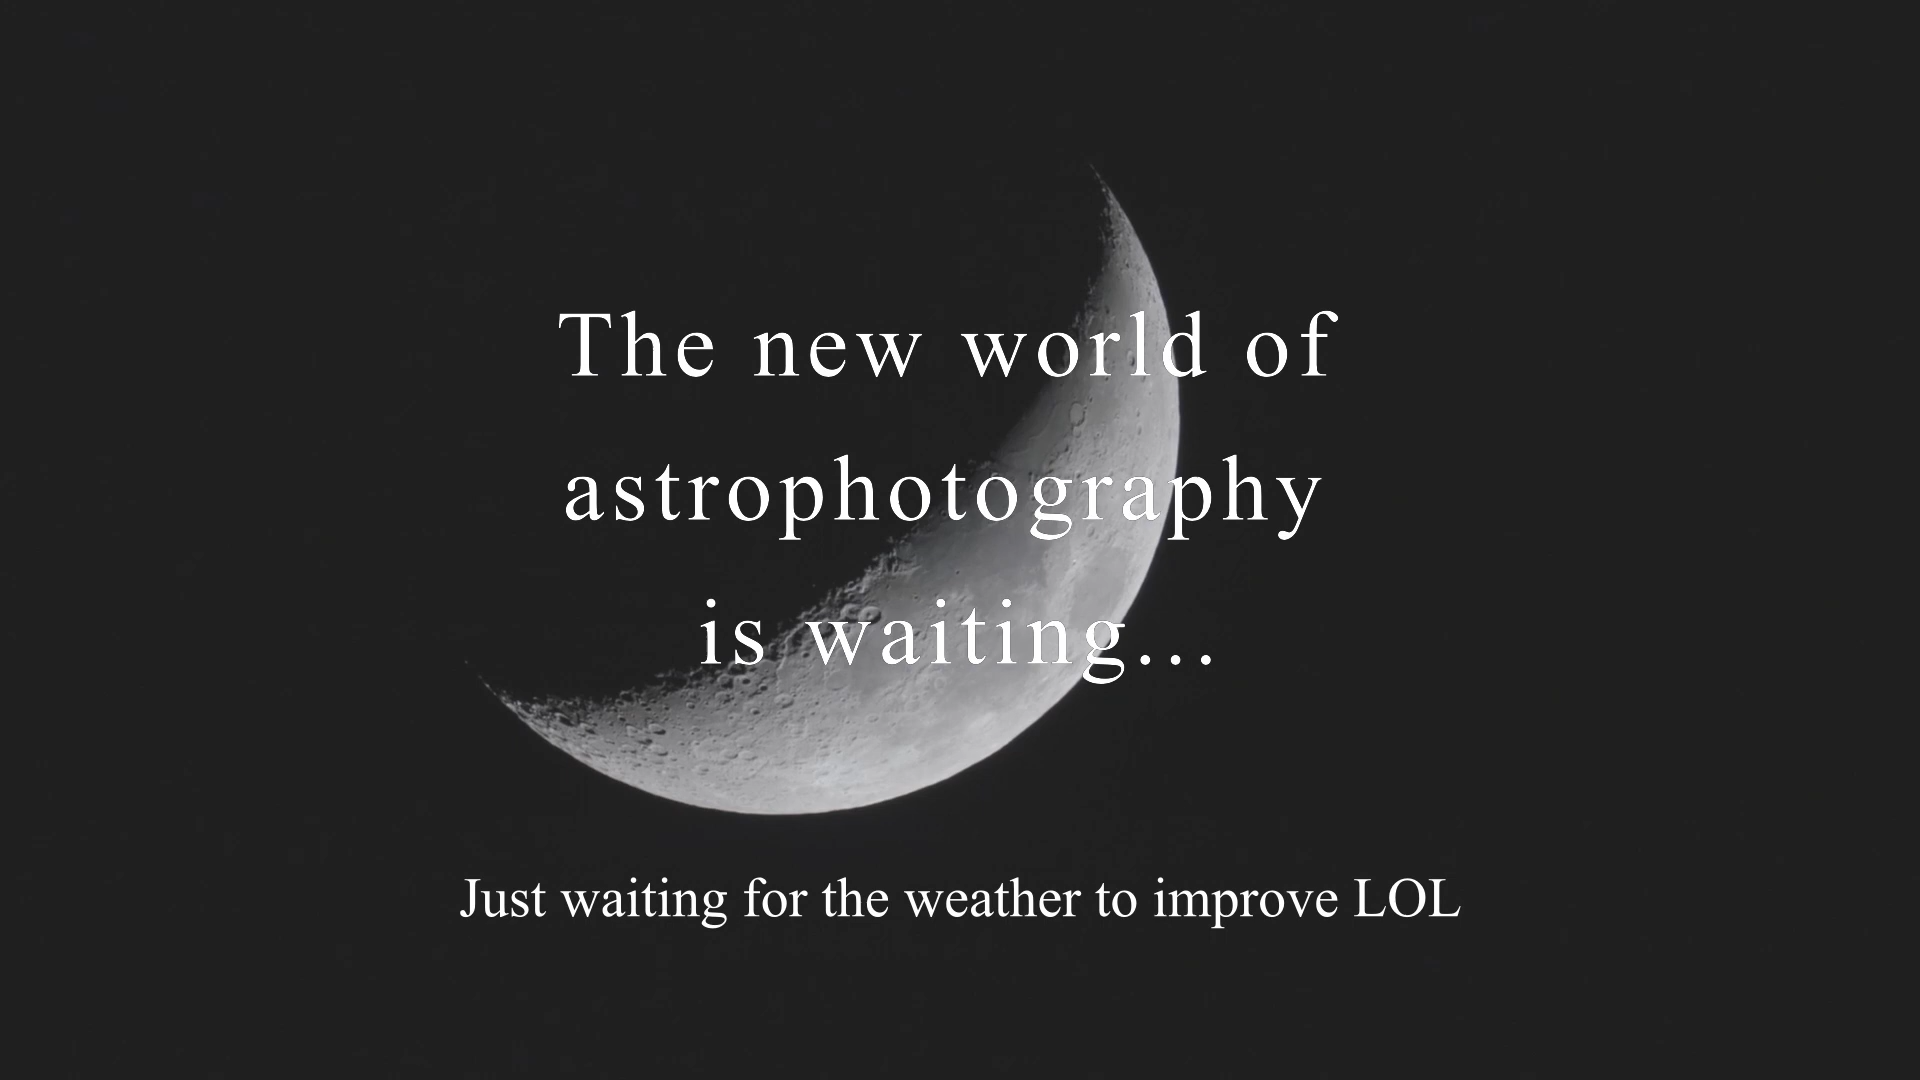 The new world of
astrophotography
is waiting...
Just waiting for the weather to improve LOL